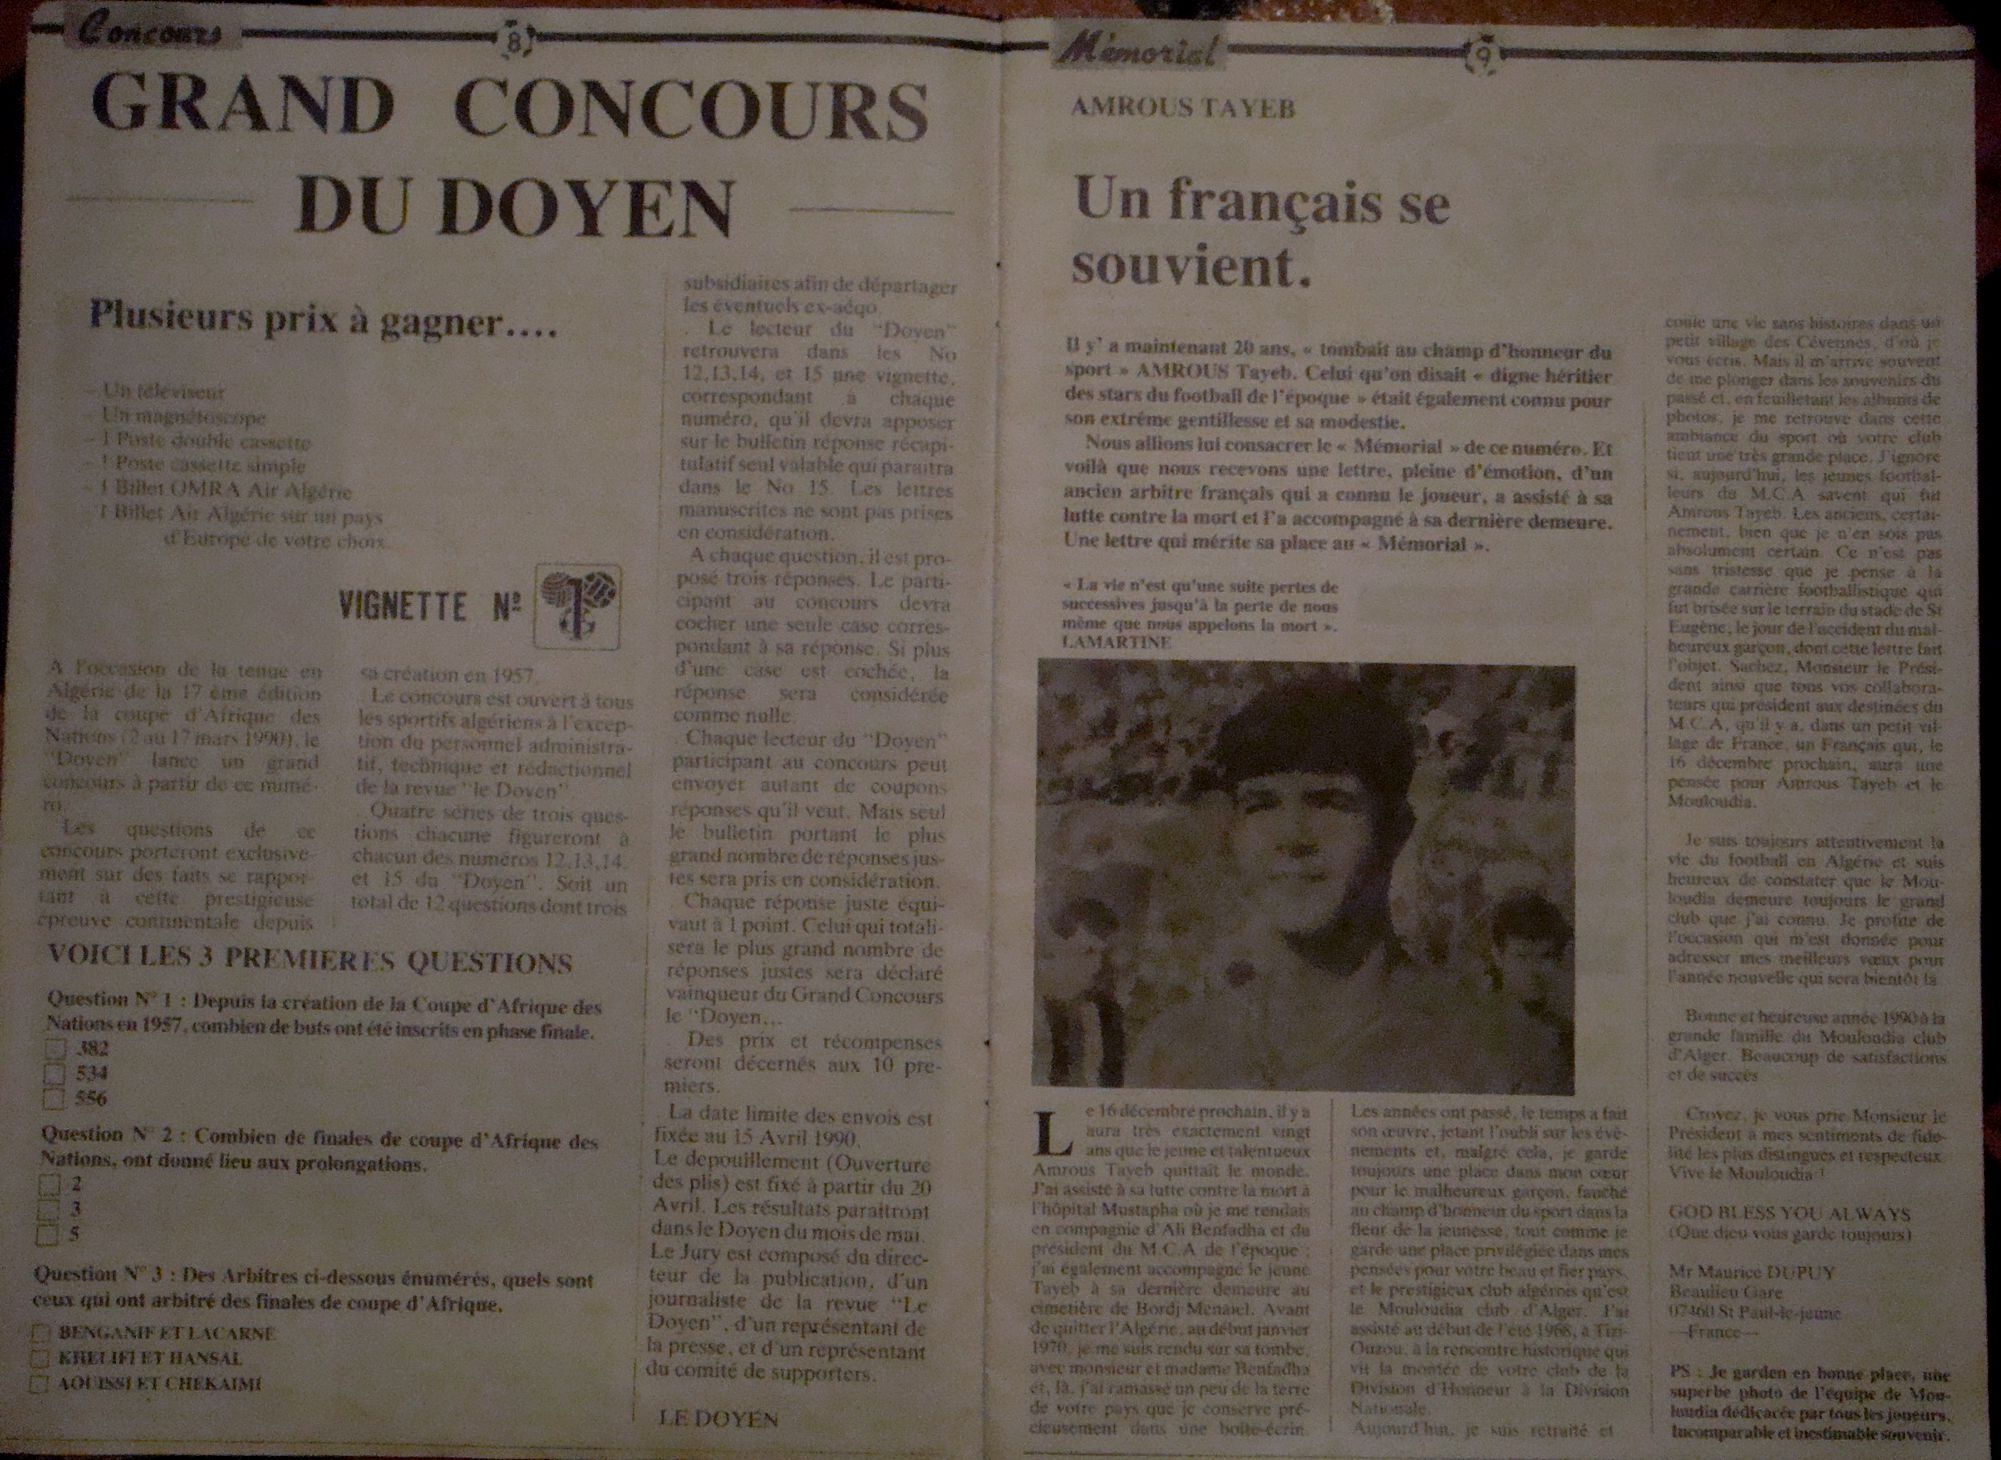 Concours
8
GRAND CONCOURS
DU DOYEN
Plusieurs prix à gagner....
- Un téléviseur
- Un magnétoscope
- 1 Poste double cassette
- 1 Poste cassette simple
- 1 Billet OMRA Air Algérie
- 1 Billet Air Algérie sur un pays
d'Europe de votre choix
VIGNETTE Nº
A l'occasion de la tenue en
Algérie de la 17 ème édition
de la coupe d'Afrique des
Nations (2 au 17 mars 1990), le
"Doyen" lance un grand
concours à partir de ce numé-
ro.
Les questions de ce
concours porteront exclusive-
ment sur des faits se rappor-
tant à cette prestigieuse
épreuve continentale depuis
sa création en 1957.
Le concours est ouvert à tous
les sportifs algériens à l'excep-
tion du personnel administra-
tif, technique et rédactionnel
de la revue "le Doyen".
Quatre séries de trois ques-
tions chacune figureront à
chacun des numéros 12,13,14,
et 15 du "Doyen". Soit un
total de 12 questions dont trois
subsidiaires afin de départager
les éventuels ex-aéqo.
. Le lecteur du "Doyen"
retrouvera dans les No
12,13,14, et 15 une vignette,
correspondant à chaque
numéro, qu'il devra apposer
sur le bulletin réponse récapi-
tulatif seul valable qui paraitra
dans le No 15. Les lettres
manuscrites ne sont pas prises
en considération.
A chaque question, il est pro-
posé trois réponses. Le parti-
cipant au concours devra
cocher une seule case corres-
pondant à sa réponse. Si plus
d'une case est cochée, la
réponse sera considérée
comme nulle.
. Chaque lecteur du "Doyen"
participant au concours peut
envoyer autant de coupons
réponses qu'il veut. Mais seul
le bulletin portant le plus
grand nombre de réponses jus-
tes sera pris en considération.
. Chaque réponse juste équi-
vaut à 1 point. Celui qui totali-
sera le plus grand nombre de
réponses justes sera déclaré
vainqueur du Grand Concours
le "Doyen...
. Des prix et récompenses
seront décernés aux 10 pre-
miers.
. La date limite des envois est
fixée au 15 Avril 1990.
Le depouillement (Ouverture
des plis) est fixé à partir du 20
Avril. Les résultats paraîtront
dans le Doyen du mois de mai.
Le Jury est composé du direc-
teur de la publication, d'un
journaliste de la revue "Le
Doyen", d'un représentant de
la presse, et d'un représentant
du comité de supporters.
LE DOYEN
VOICI LES 3 PREMIERES QUESTIONS
Question N° 1 : Depuis la création de la Coupe d'Afrique des
Nations en 1957, combien de buts ont été inscrits en phase finale.
382
534
556
Question N° 2 : Combien de finales de coupe d'Afrique des
Nations, ont donné lieu aux prolongations.
2
3
5
Question N° 3 : Des Arbitres ci-dessous énumérés, quels sont
ceux qui ont arbitré des finales de coupe d'Afrique.
BENGANIF ET LACARNE
KHELIFI ET HANSAL
AOUISSI ET CHEKAIMI
Mémorial
9
AMROUS TAYEB
Un français se
souvient.
Il y' a maintenant 20 ans, « tombait au champ d'honneur du
sport » AMROUS Tayeb. Celui qu'on disait « digne héritier
des stars du football de l'époque » était également connu pour
son extrême gentillesse et sa modestie.
Nous allions lui consacrer le « Mémorial » de ce numéro. Et
voilà que nous recevons une lettre, pleine d'émotion, d'un
ancien arbitre français qui a connu le joueur, a assisté à sa
lutte contre la mort et l'a accompagné à sa dernière demeure.
Une lettre qui mérite sa place au « Mémorial ».
« La vie n'est qu'une suite pertes de
successives jusqu'à la perte de nous
même que nous appelons la mort ».
LAMARTINE
Le 16 décembre prochain, il y a
aura très exactement vingt
ans que le jeune et talentueux
Amrous Tayeb quittait le monde.
J'ai assisté à sa lutte contre la mort à
l'hôpital Mustapha où je me rendais
en compagnie d'Ali Benfadha et du
président du M.C.A de l'époque ;
j'ai également accompagné le jeune
Tayeb à sa dernière demeure au
cimetière de Bordj Menaiel. Avant
de quitter l'Algérie, au début janvier
1970, je me suis rendu sur sa tombe,
avec monsieur et madame Benfadha
et, là, j'ai ramassé un peu de la terre
de votre pays que je conserve pré-
cieusement dans une boîte-écrin.
Les années ont passé, le temps a fait
son œuvre, jetant l'oubli sur les évè-
nements et, malgré cela, je garde
toujours une place dans mon cœur
pour le malheureux garçon, fauché
au champ d'honneur du sport dans la
fleur de la jeunesse, tout comme je
garde une place privilégiée dans mes
pensées pour votre beau et fier pays,
et le prestigieux club algérois qu'est
le Mouloudia club d'Alger. J'ai
assisté au début de l'été 1968, à Tizi-
Ouzou, à la rencontre historique qui
vit la montée de votre club de la
Division d'Honneur à la Division
Nationale.
Aujourd'hui, je suis retraité et
coule une vie sans histoires dans un
petit village des Cévennes, d'où je
vous écris. Mais il m'arrive souvent
de me plonger dans les souvenirs du
passé et, en feuilletant les albums de
photos, je me retrouve dans cette
ambiance du sport où votre club
tient une très grande place. J'ignore
si, aujourd'hui, les jeunes footbal-
leurs du M.C.A savent qui fut
Amrous Tayeb. Les anciens, certai-
nement, bien que je n'en sois pas
absolument certain. Ce n'est pas
sans tristesse que je pense à la
grande carrière footballistique qui
fut brisée sur le terrain du stade de St
Eugène, le jour de l'accident du mal-
heureux garçon, dont cette lettre fait
l'objet. Sachez, Monsieur le Prési-
dent ainsi que tous vos collabora-
teurs qui président aux destinées du
M.C.A, qu'il y a, dans un petit vil-
lage de France, un Français qui, le
16 décembre prochain, aura une
pensée pour Amrous Tayeb et le
Mouloudia.
Je suis toujours attentivement la
vie du football en Algérie et suis
heureux de constater que le Mou-
loudia demeure toujours le grand
club que j'ai connu. Je profite de
l'occasion qui m'est donnée pour
adresser mes meilleurs vœux pour
l'année nouvelle qui sera bientôt là.
Bonne et heureuse année 1990 à la
grande famille du Mouloudia club
d'Alger. Beaucoup de satisfactions
et de succès.
Croyez, je vous prie Monsieur le
Président à mes sentiments de fidé-
lité les plus distingués et respecteux.
Vive le Mouloudia !
GOD BLESS YOU ALWAYS
(Que dieu vous garde toujours)
Mr Maurice DUPUY
Beaulieu Gare
07460 St Paul-le-jeune
—France—
PS : Je garden en bonne place, une
superbe photo de l'équipe de Mou-
loudia dédicacée par tous les joueurs.
Incomparable et inestimable souvenir.